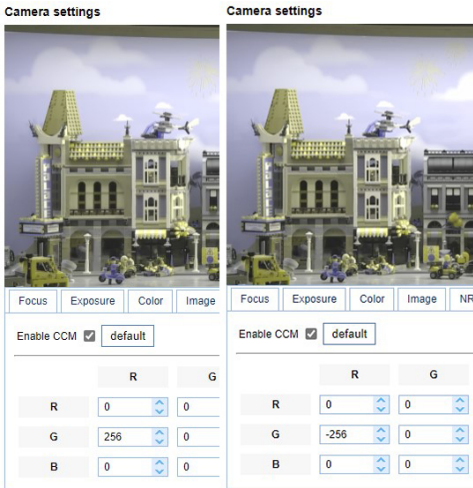 Camera settings
Focus Exposure Color Image
Enable CCM default
R G
R 0 0
G 256 0
B 0 0
Camera settings
Focus Exposure Color Image NR
Enable CCM default
R G
R 0 0
G -256 0
B 0 0